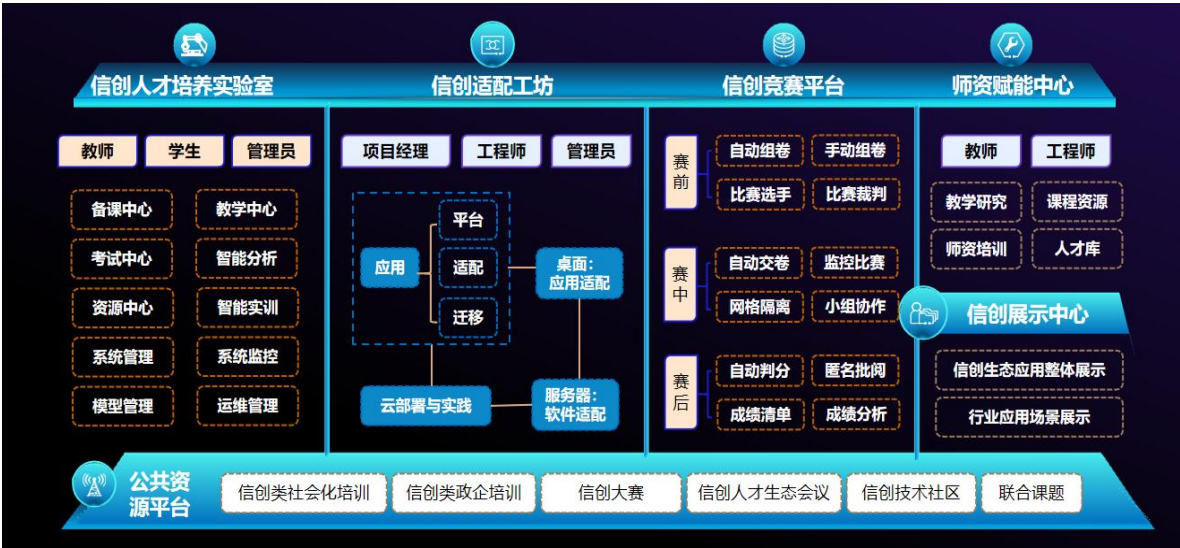 信创人才培养实验室
信创适配工坊
信创竞赛平台
师资赋能中心
教师
学生
管理员
备课中心
教学中心
考试中心
智能分析
资源中心
智能实训
系统管理
系统监控
模型管理
运维管理
项目经理
工程师
管理员
应用
平台
适配
迁移
桌面：
应用适配
云部署与实践
服务器：
软件适配
赛前
自动组卷
手动组卷
比赛选手
比赛裁判
赛中
自动交卷
监控比赛
网格隔离
小组协作
赛后
自动判分
匿名批阅
成绩清单
成绩分析
教师
工程师
教学研究
课程资源
师资培训
人才库
信创展示中心
信创生态应用整体展示
行业应用场景展示
公共资
源平台
信创类社会化培训
信创类政企培训
信创大赛
信创人才生态会议
信创技术社区
联合课题